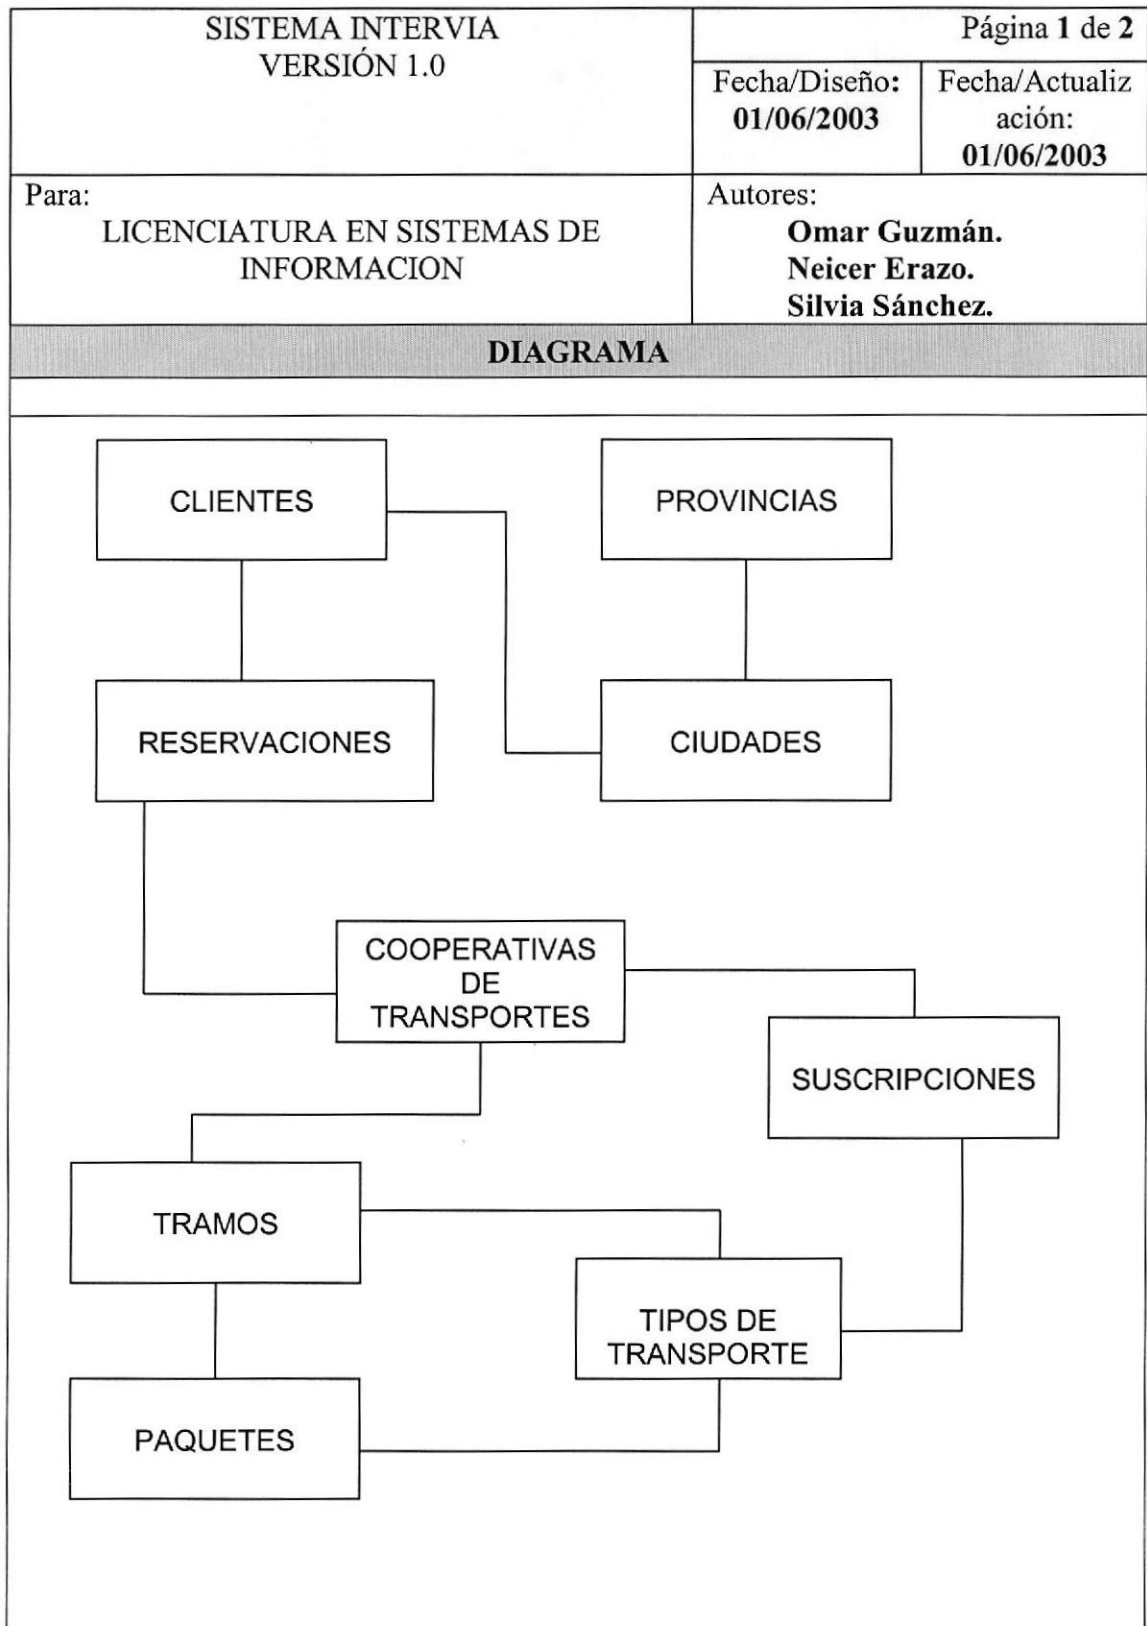 SISTEMA INTERVIA
VERSIÓN 1.0
Página 1 de 2
Fecha/Diseño:
01/06/2003
Fecha/Actualiz
ación:
01/06/2003
Para:
LICENCIATURA EN SISTEMAS DE
INFORMACION
Autores:
Omar Guzmán.
Neicer Erazo.
Silvia Sánchez.
DIAGRAMA
CLIENTES
PROVINCIAS
RESERVACIONES
CIUDADES
COOPERATIVAS
DE
TRANSPORTES
SUSCRIPCIONES
TRAMOS
TIPOS DE
TRANSPORTE
PAQUETES